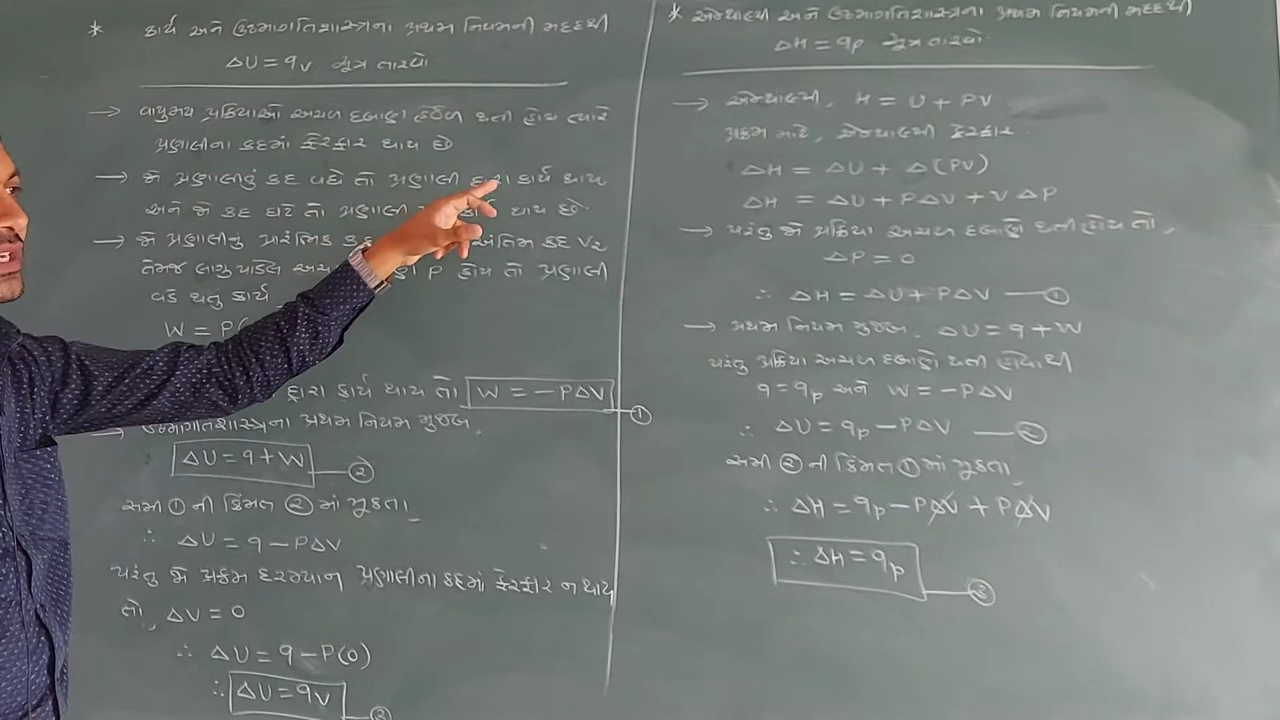 * કાર્ય અને ઉષ્માગતિશાસ્ત્રના પ્રથમ નિયમની મદદથી
ΔU = qv સૂત્ર તારવો
→ વાયુમય પ્રક્રિયાઓ અચળ દબાણ હેઠળ થતી હોય ત્યારે
પ્રણાલીના કદમાં ફેરફાર થાય છે
→ જો પ્રણાલીનું કદ વધે તો પ્રણાલી દ્વારા કાર્ય થાય
અને જો કદ ઘટે તો પ્રણાલી કાર્ય થાય છે.
→ જો પ્રણાલીનું પ્રારંભિક કદ અંતિમ કદ V2
તેમજ લાગુ પાડેલ P હોય તો પ્રણાલી
વડે થતુ કાર્ય
W = P(
દ્વારા કાર્ય થાય તો W = -PΔV ①
→ ઉષ્માગતિશાસ્ત્રના પ્રથમ નિયમ મુજબ,
ΔU = q + W ②
સમી ① ની કિંમત ② માં મૂકતા,
∴ ΔU = q - PΔV
પરંતુ જો પ્રક્રમ દરમ્યાન પ્રણાલીના કદમાં ફેરફાર ન થાય
તો, ΔV = 0
∴ ΔU = q - P(0)
∴ ΔU = qv ③
* એન્થાલ્પી અને ઉષ્માગતિશાસ્ત્રના પ્રથમ નિયમની મદદથી
ΔH = qp સૂત્ર તારવો.
→ એન્થાલ્પી, H = U + PV
પ્રક્રમ માટે, એન્થાલ્પી ફેરફાર.
ΔH = ΔU + Δ(PV)
ΔH = ΔU + PΔV + VΔP
→ પરંતુ જો પ્રક્રિયા અચળ દબાણે થતી હોય તો,
ΔP = 0
∴ ΔH = ΔU + PΔV ①
→ પ્રથમ નિયમ મુજબ, ΔU = q + W
પરંતુ પ્રક્રિયા અચળ દબાણે થતી હોવાથી
q = qp અને W = -PΔV
∴ ΔU = qp - PΔV ②
સમી ② ની કિંમત ① માં મૂકતા,
∴ ΔH = qp - PΔV + PΔV
∴ ΔH = qp ③